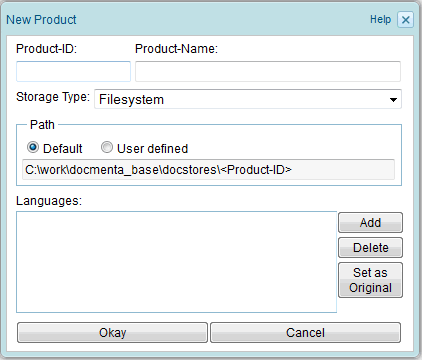 New Product Help X
Product-ID: Product-Name:
Storage Type: Filesystem
Path
Default User defined
C:\work\docmenta_base\docstores\<Product-ID>
Languages:
Add
Delete
Set as
Original
Okay Cancel